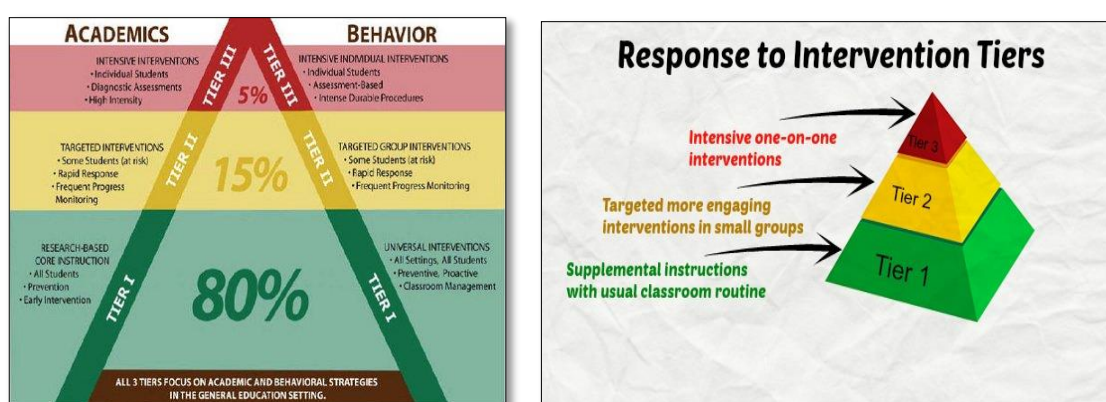 ACADEMICS
BEHAVIOR
INTENSIVE INTERVENTIONS
• Individual Students
• Diagnostic Assessments
• High Intensity
TIER III
5%
TIER III
INTENSIVE INDIVIDUAL INTERVENTIONS
• Individual Students
• Assessment-Based
• Intense Durable Procedures
TARGETED INTERVENTIONS
• Some Students (at risk)
• Rapid Response
• Frequent Progress
Monitoring
TIER II
15%
TIER II
TARGETED GROUP INTERVENTIONS
• Some Students (at risk)
• Rapid Response
• Frequent Progress Monitoring
RESEARCH-BASED
CORE INSTRUCTION
• All Students
• Prevention
• Early Intervention
TIER I
80%
TIER I
UNIVERSAL INTERVENTIONS
• All Settings, All Students
• Preventive, Proactive
• Classroom Management
ALL 3 TIERS FOCUS ON ACADEMIC AND BEHAVIORAL STRATEGIES
IN THE GENERAL EDUCATION SETTING.
Response to Intervention Tiers
Intensive one-on-one
interventions
Tier 3
Targeted more engaging
interventions in small groups
Tier 2
Supplemental instructions
with usual classroom routine
Tier 1